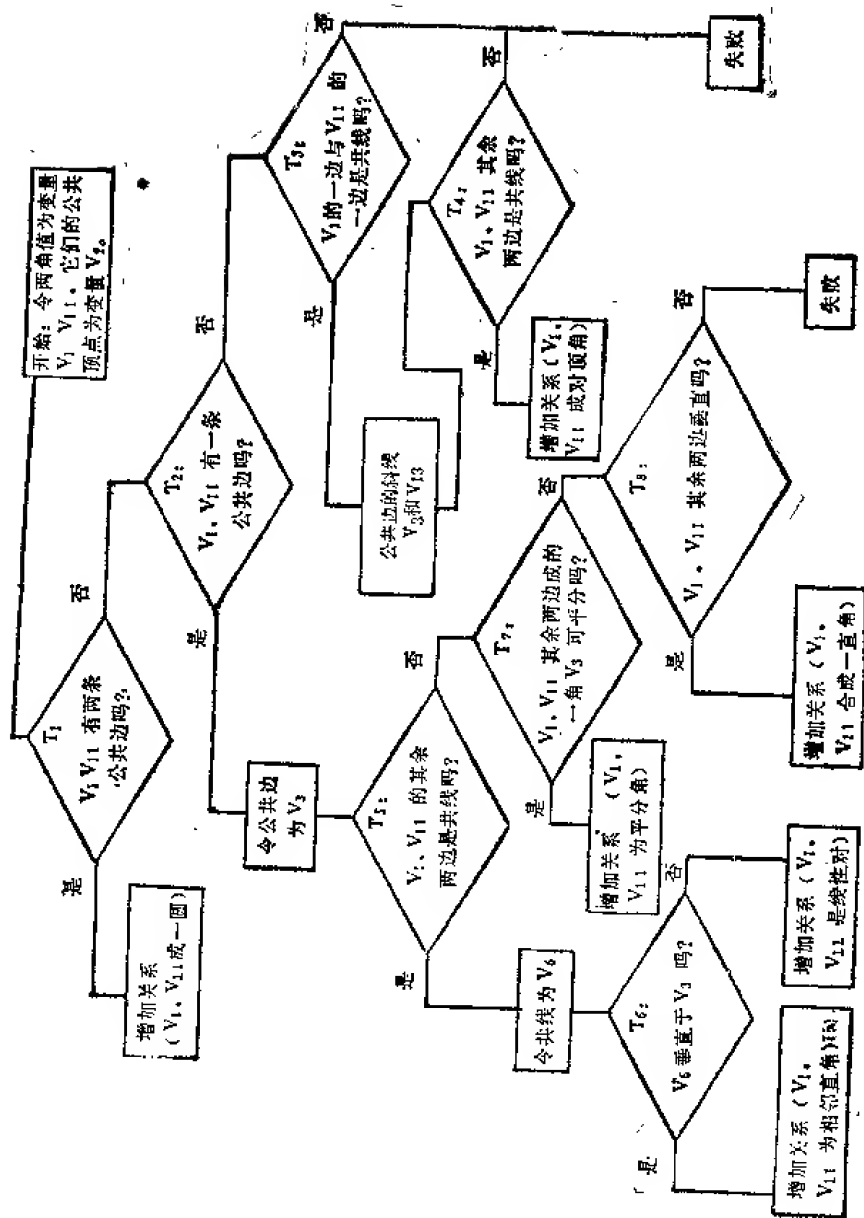 开始：令两角值为变量
V₁ V₁₁。它们的公共
顶点为变量 V₂。
T₁
V₁ V₁₁ 有两条
公共边吗？
是
否
增加关系
（V₁、V₁₁成一圆）
T₂：
V₁、V₁₁ 有一条
公共边吗？
是
否
令公共边
为 V₃
T₃：
V₁的一边与 V₁₁ 的
一边是共线吗？
是
否
公共边的斜线
V₃和 V₁₃
T₄：
V₁、V₁₁ 其余
两边是共线吗？
是
否
增加关系（V₁、
V₁₁ 成对顶角）
失败
T₅：
V₁、V₁₁ 的其余
两边是共线吗？
是
否
令共线为 V₆
T₆：
V₆ 垂直于 V₃ 吗？
是
否
增加关系（V₁、
V₁₁ 为相邻直角）
增加关系（V₁、
V₁₁ 是线性对）
T₇：
V₁、V₁₁ 其余两边成的
一角 V₃ 可平分吗？
是
否
增加关系（V₁、
V₁₁ 为平分角）
T₈：
V₁、V₁₁ 其余两边垂直吗？
是
否
增加关系（V₁、
V₁₁ 合成一直角）
失败